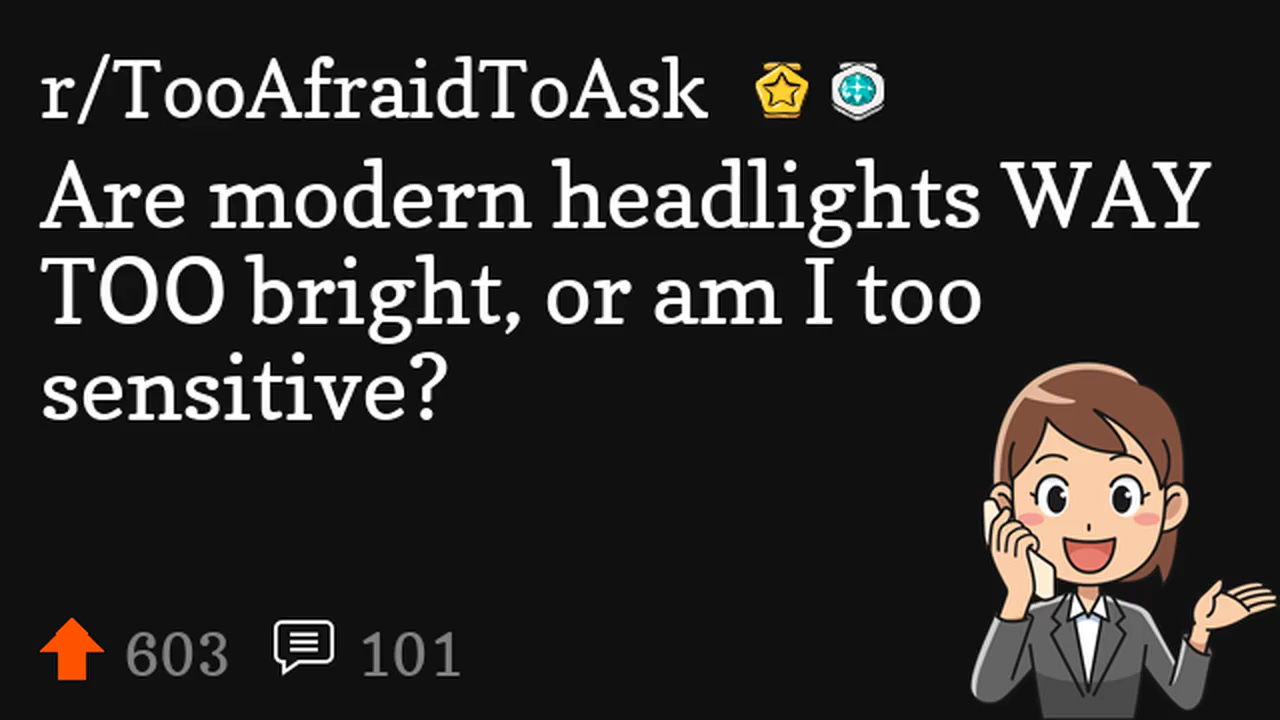 r/TooAfraidToAsk
Are modern headlights WAY
TOO bright, or am I too
sensitive?
603 101